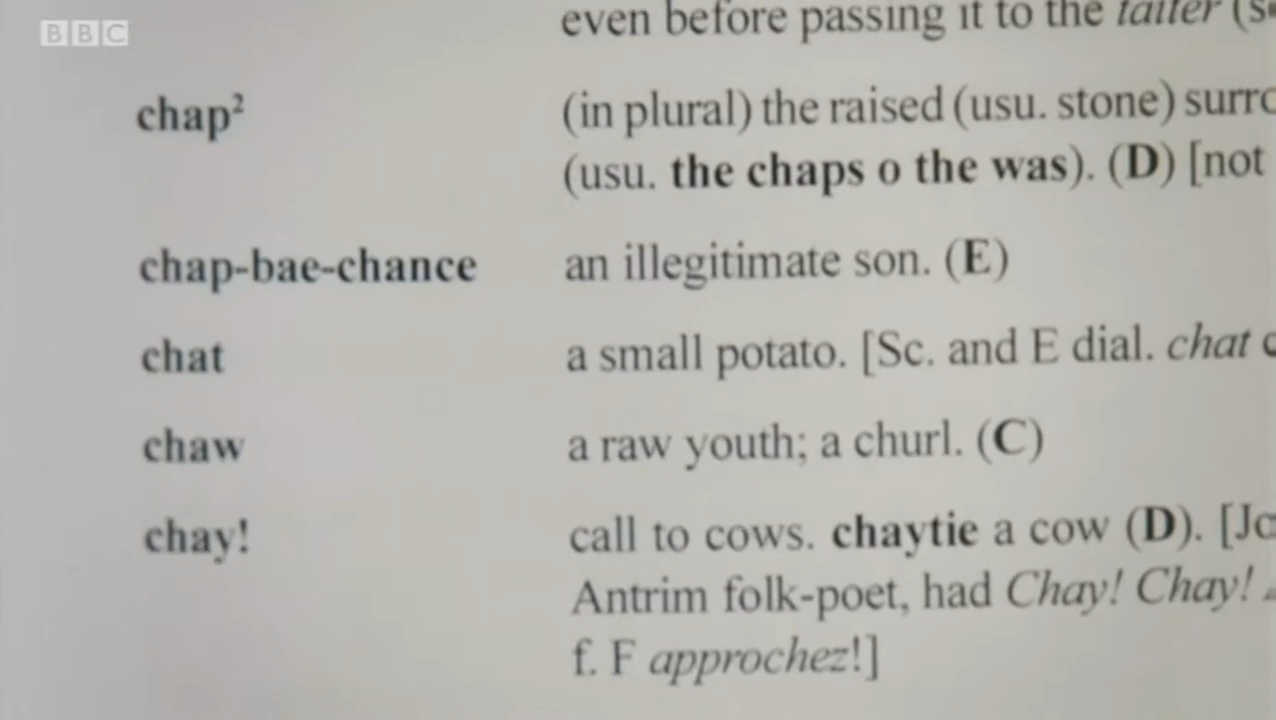 BBC
even before passing it to the latter
chap² (in plural) the raised (usu. stone)
(usu. the chaps o the was). (D) [not
chap-bae-chance an illegitimate son. (E)
chat a small potato. [Sc. and E dial. chat
chaw a raw youth; a churl. (C)
chay! call to cows. chaytie a cow (D).
Antrim folk-poet, had Chay! Chay!
f. F approchez!]